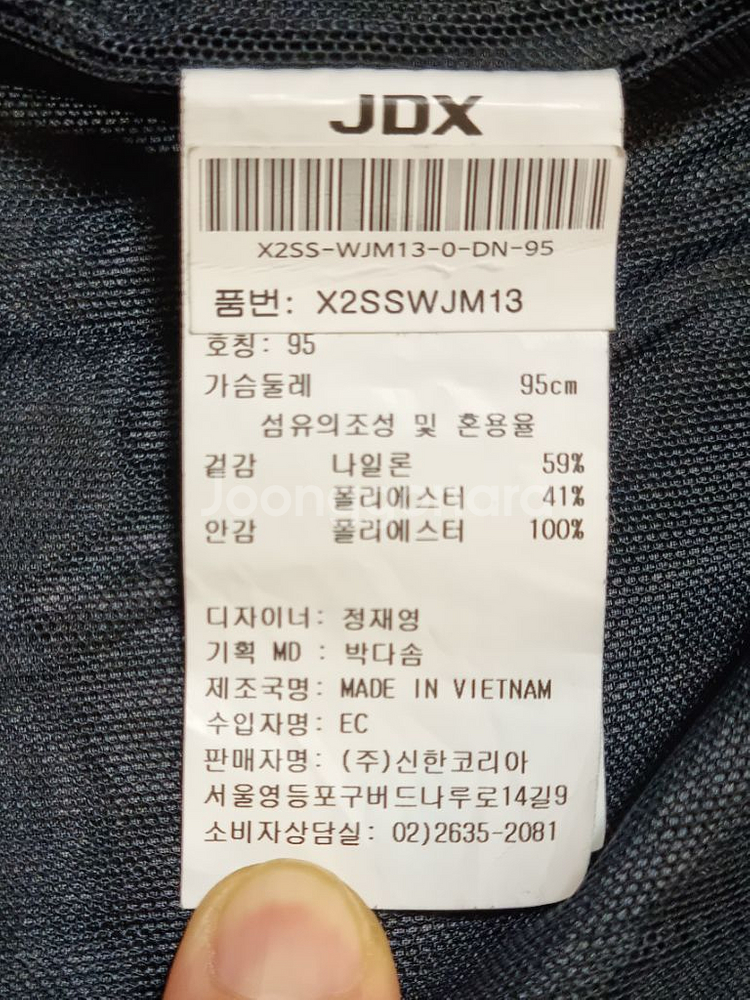 JDX
X2SS-WJM13-0-DN-95
품번: X2SSWJM13
호칭: 95
가슴둘레 95cm
섬유의조성 및 혼용율
겉감 나일론 59%
폴리에스터 41%
안감 폴리에스터 100%
Joongonara
디자이너: 정재영
기획 MD : 박다솜
제조국명: MADE IN VIETNAM
수입자명: EC
판매자명: (주)신한코리아
서울영등포구버드나루로14길9
소비자상담실: 02)2635-2081